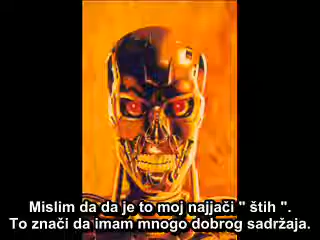 Mislim da da je to moj najjači " štih ".
To znači da imam mnogo dobrog sadržaja.